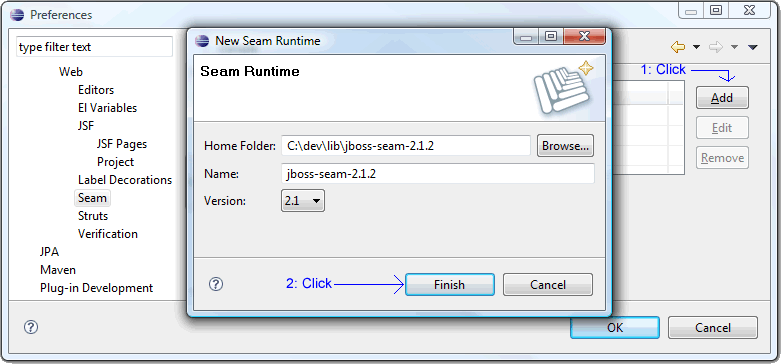 Preferences
type filter text
Web
Editors
El Variables
JSF
JSF Pages
Project
Label Decorations
Seam
Struts
Verification
JPA
Maven
Plug-in Development
New Seam Runtime
Seam Runtime
Home Folder: C:\dev\lib\jboss-seam-2.1.2 Browse...
Name: jboss-seam-2.1.2
Version: 2.1
2: Click Finish Cancel
1: Click
Add
Edit
Remove
OK Cancel